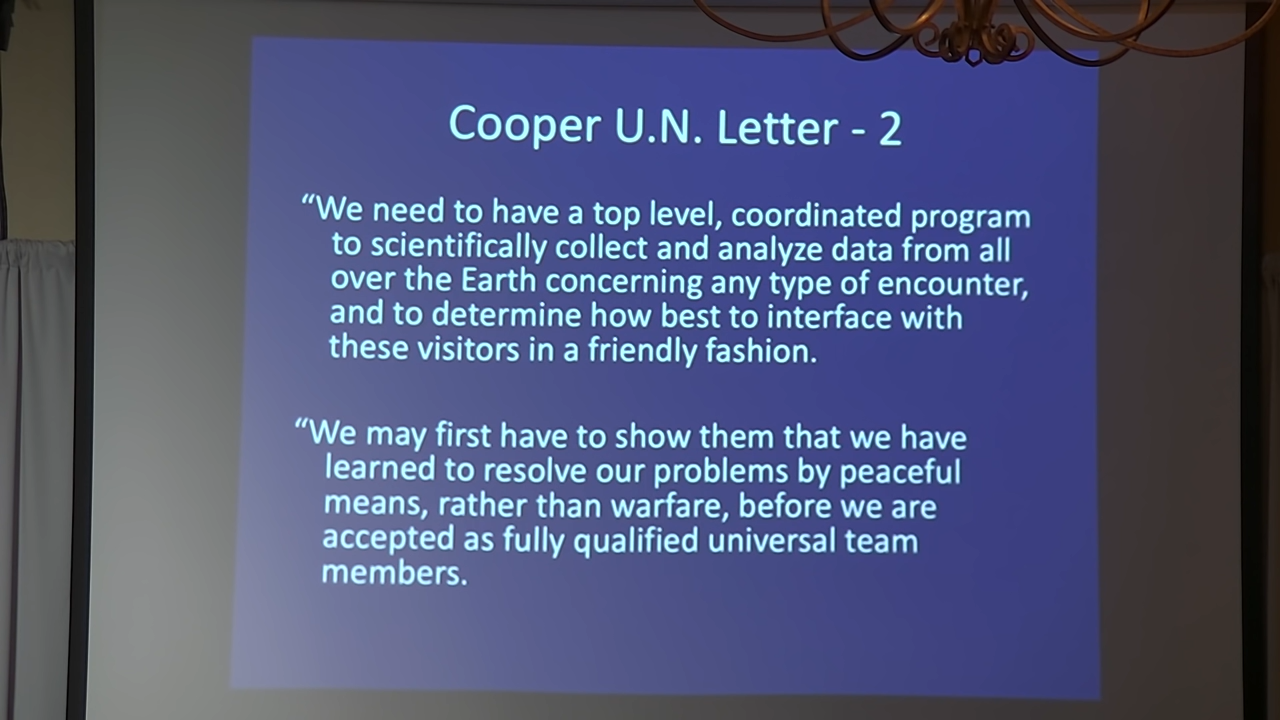 Cooper U.N. Letter - 2
“We need to have a top level, coordinated program
to scientifically collect and analyze data from all
over the Earth concerning any type of encounter,
and to determine how best to interface with
these visitors in a friendly fashion.
“We may first have to show them that we have
learned to resolve our problems by peaceful
means, rather than warfare, before we are
accepted as fully qualified universal team
members.